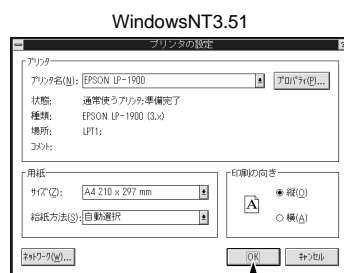 WindowsNT3.51
プリンタの設定
プリンタ
プリンタ名(N): EPSON LP-1900 プロパティ(P)...
状態: 通常使うプリンタ;準備完了
種類: EPSON LP-1900 (3.x)
場所: LPT1:
コメント:
用紙
サイズ(Z): A4 210 x 297 mm
給紙方法(S): 自動選択
印刷の向き
A
縦(O)
横(A)
ネットワーク(W)... OK キャンセル